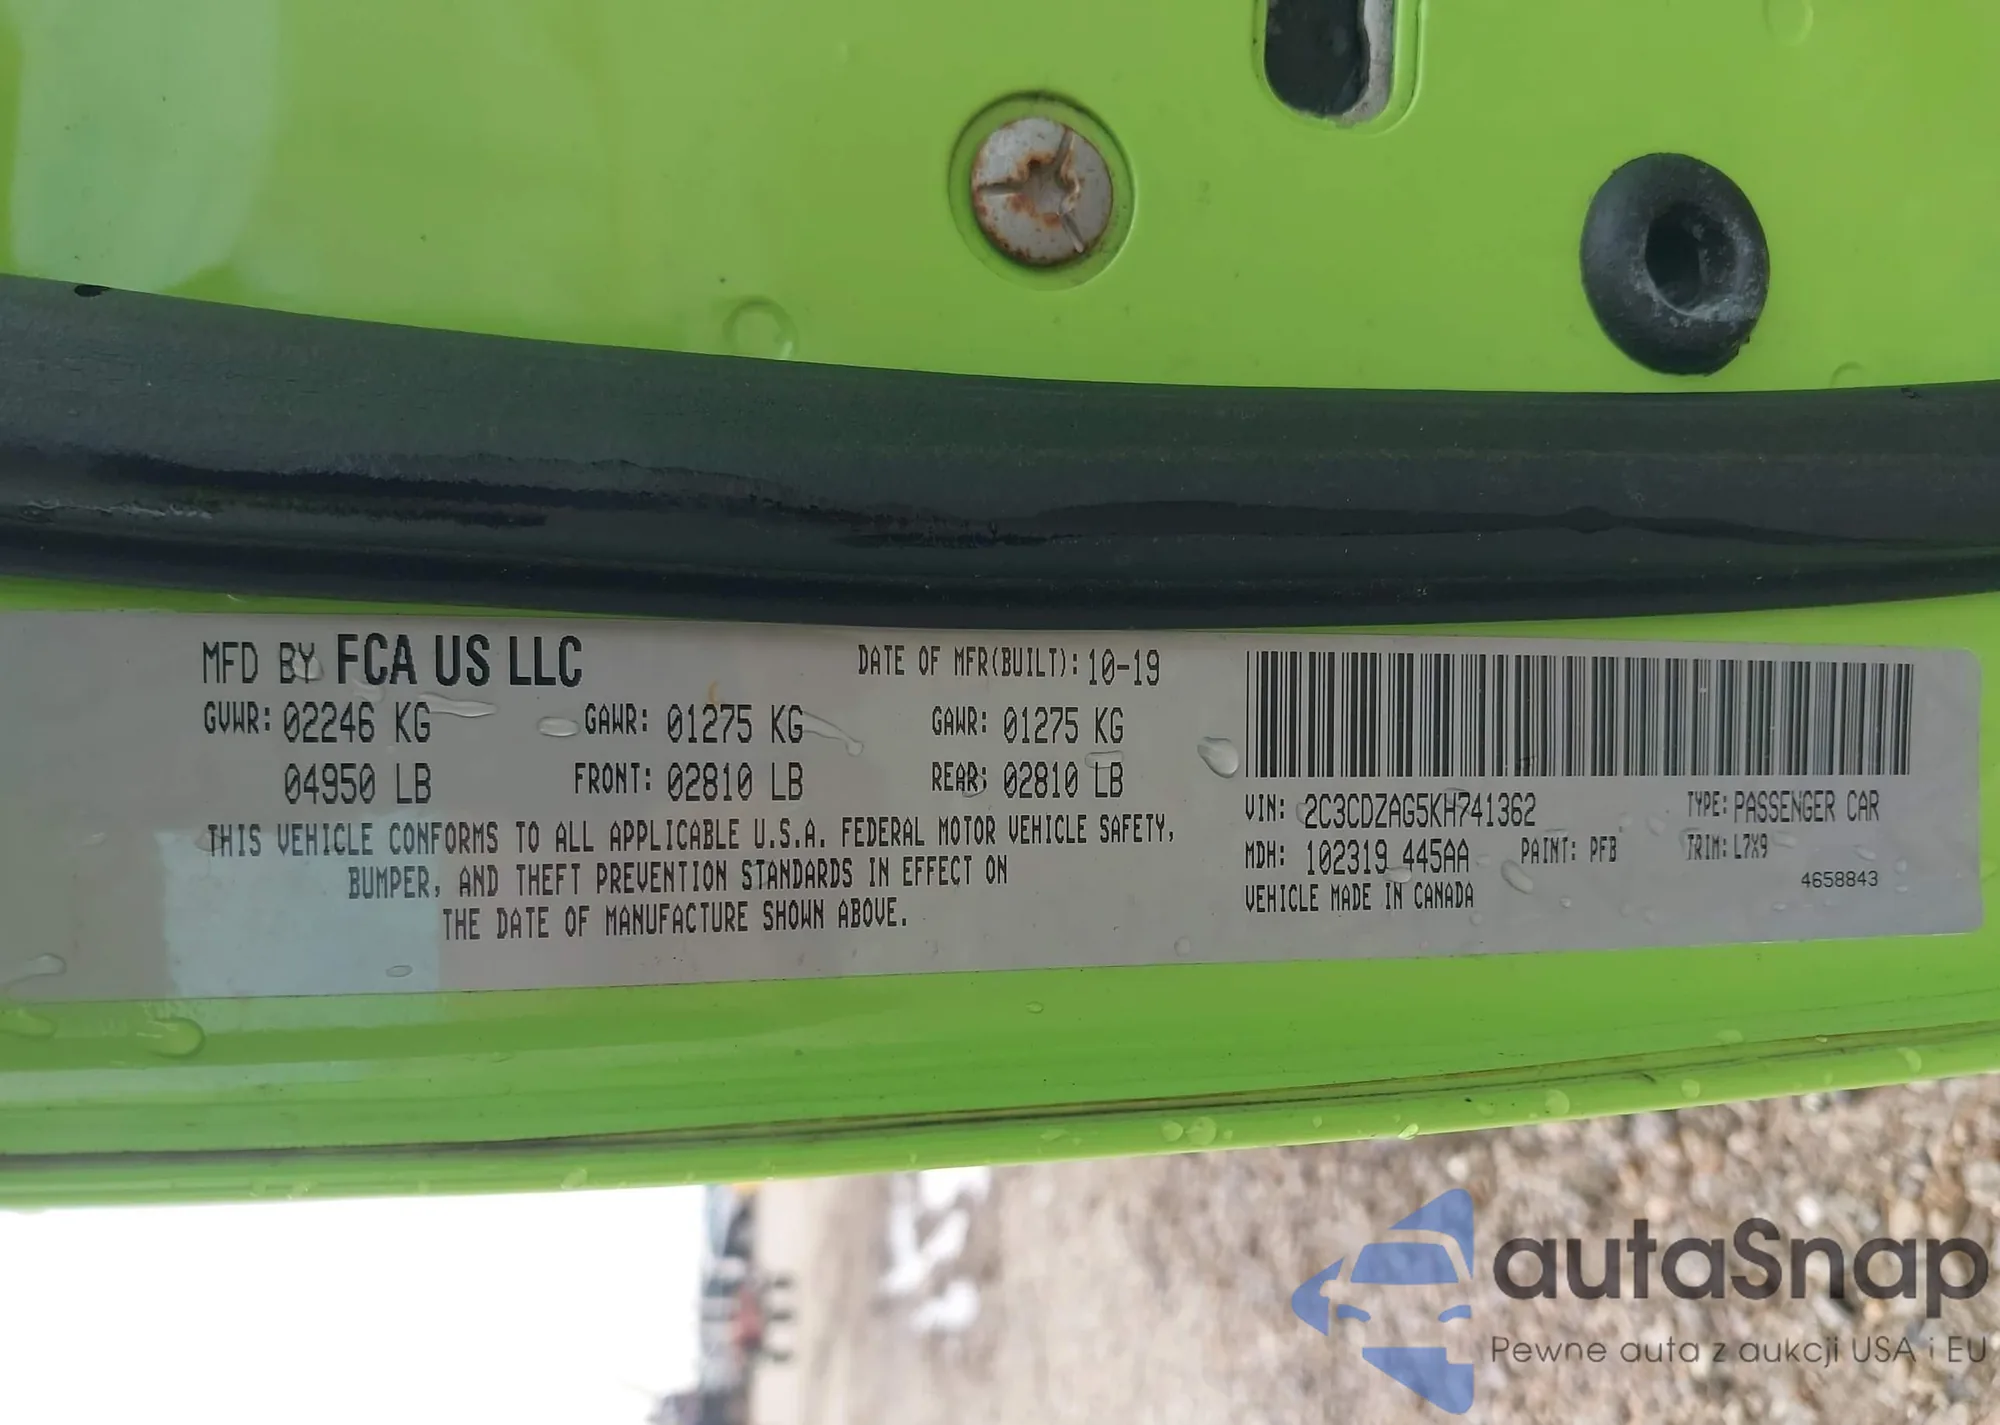 MFD BY FCA US LLC
DATE OF MFR(BUILT): 10-19
GVWR: 02246 KG
GAWR: 01275 KG
GAWR: 01275 KG
04950 LB
FRONT: 02810 LB
REAR: 02810 LB
THIS VEHICLE CONFORMS TO ALL APPLICABLE U.S.A. FEDERAL MOTOR VEHICLE SAFETY,
BUMPER, AND THEFT PREVENTION STANDARDS IN EFFECT ON
THE DATE OF MANUFACTURE SHOWN ABOVE.
VIN: 2C3CDZAG5KH741362
TYPE: PASSENGER CAR
MDH: 102319 445AA
PAINT: PFB
TRIM: L7X9
VEHICLE MADE IN CANADA
4658843
autaSnap
Pewne auta z aukcji USA i EU